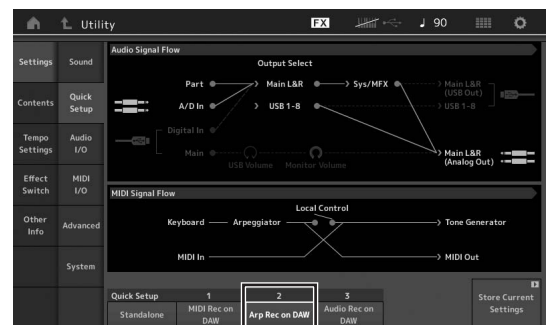 Utility
FX
90
Settings
Sound
Contents
Quick Setup
Tempo Settings
Audio I/O
Effect Switch
MIDI I/O
Other Info
Advanced
System
Audio Signal Flow
Output Select
Part
Main L&R
Sys/MFX
Main L&R (USB Out)
A/D In
USB 1-8
USB 1-8
Digital In
Main
USB Volume
Monitor Volume
Main L&R (Analog Out)
MIDI Signal Flow
Local Control
Keyboard
Arpeggiator
Tone Generator
MIDI In
MIDI Out
Quick Setup
1
2
3
Standalone
MIDI Rec on DAW
Arp Rec on DAW
Audio Rec on DAW
Store Current Settings